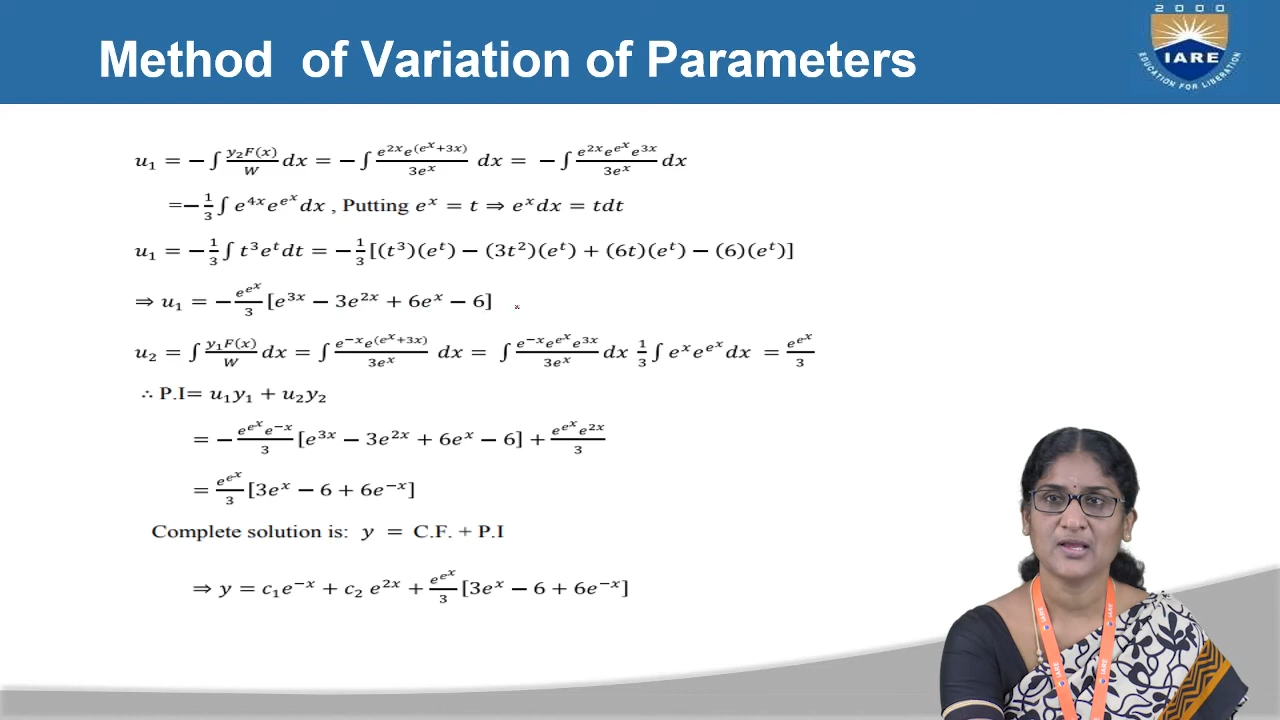 2000
IARE
EDUCATION FOR LIBERATION
Method of Variation of Parameters
u₁ = −∫ y₂F(x)/W dx = −∫ e^{2x}e^{(e^x+3x)}/3e^x dx = −∫ e^{2x}e^{e^x}e^{3x}/3e^x dx
=−1/3 ∫ e^{4x}e^{e^x}dx , Putting e^x = t ⇒ e^x dx = tdt
u₁ = −1/3 ∫ t³e^t dt = −1/3 [(t³)(e^t) − (3t²)(e^t) + (6t)(e^t) − (6)(e^t)]
⇒ u₁ = −e^{e^x}/3 [e^{3x} − 3e^{2x} + 6e^x − 6]
u₂ = ∫ y₁F(x)/W dx = ∫ e^{−x}e^{(e^x+3x)}/3e^x dx = ∫ e^{−x}e^{e^x}e^{3x}/3e^x dx 1/3 ∫ e^x e^{e^x}dx = e^{e^x}/3
∴ P.I= u₁y₁ + u₂y₂
= −e^{e^x}e^{−x}/3 [e^{3x} − 3e^{2x} + 6e^x − 6] + e^{e^x}e^{2x}/3
= e^{e^x}/3 [3e^x − 6 + 6e^{−x}]
Complete solution is: y = C.F. + P.I
⇒ y = c₁e^{−x} + c₂ e^{2x} + e^{e^x}/3 [3e^x − 6 + 6e^{−x}]